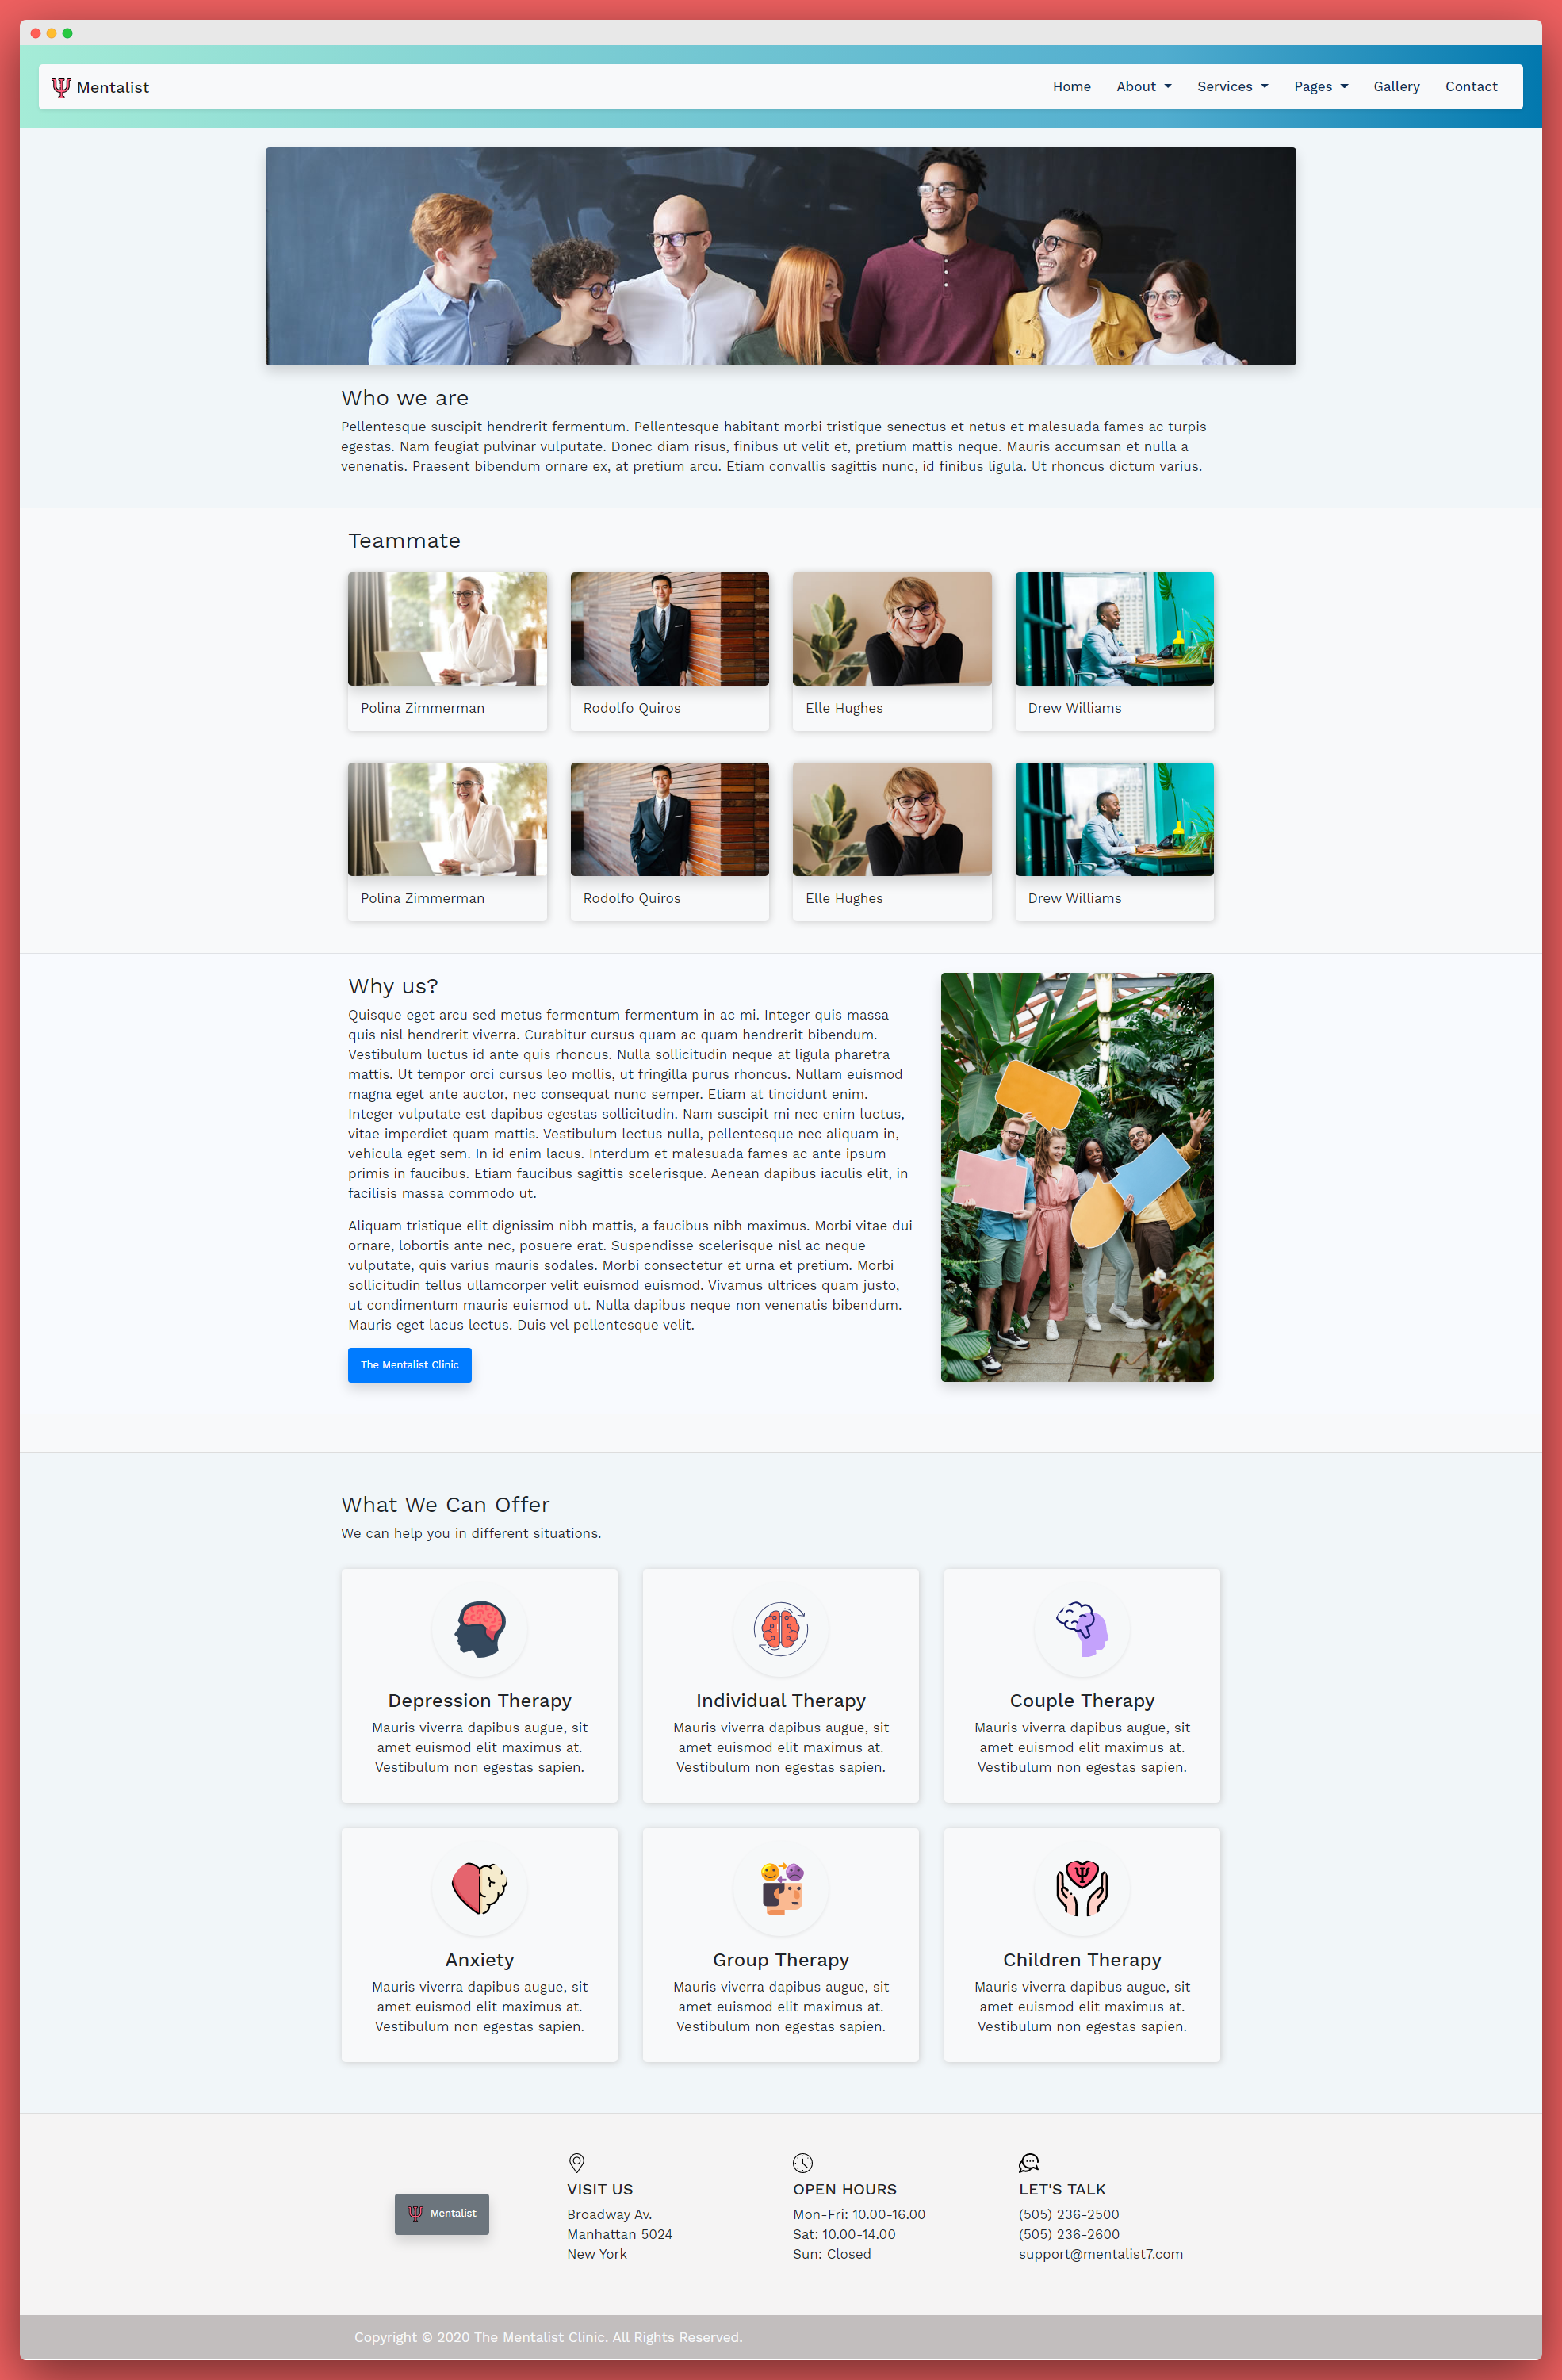 Mentalist
Home About Services Pages Gallery Contact
Who we are
Pellentesque suscipit hendrerit fermentum. Pellentesque habitant morbi tristique senectus et netus et malesuada fames ac turpis
egestas. Nam feugiat pulvinar vulputate. Donec diam risus, finibus ut velit et, pretium mattis neque. Mauris accumsan et nulla a
venenatis. Praesent bibendum ornare ex, at pretium arcu. Etiam convallis sagittis nunc, id finibus ligula. Ut rhoncus dictum varius.
Teammate
Polina Zimmerman
Rodolfo Quiros
Elle Hughes
Drew Williams
Polina Zimmerman
Rodolfo Quiros
Elle Hughes
Drew Williams
Why us?
Quisque eget arcu sed metus fermentum fermentum in ac mi. Integer quis massa
quis nisl hendrerit viverra. Curabitur cursus quam ac quam hendrerit bibendum.
Vestibulum luctus id ante quis rhoncus. Nulla sollicitudin neque at ligula pharetra
mattis. Ut tempor orci cursus leo mollis, ut fringilla purus rhoncus. Nullam euismod
magna eget ante auctor, nec consequat nunc semper. Etiam at tincidunt enim.
Integer vulputate est dapibus egestas sollicitudin. Nam suscipit mi nec enim luctus,
vitae imperdiet quam mattis. Vestibulum lectus nulla, pellentesque nec aliquam in,
vehicula eget sem. In id enim lacus. Interdum et malesuada fames ac ante ipsum
primis in faucibus. Etiam faucibus sagittis scelerisque. Aenean dapibus iaculis elit, in
facilisis massa commodo ut.
Aliquam tristique elit dignissim nibh mattis, a faucibus nibh maximus. Morbi vitae dui
ornare, lobortis ante nec, posuere erat. Suspendisse scelerisque nisl ac neque
vulputate, quis varius mauris sodales. Morbi consectetur et urna et pretium. Morbi
sollicitudin tellus ullamcorper velit euismod euismod. Vivamus ultrices quam justo,
ut condimentum mauris euismod ut. Nulla dapibus neque non venenatis bibendum.
Mauris eget lacus lectus. Duis vel pellentesque velit.
The Mentalist Clinic
What We Can Offer
We can help you in different situations.
Depression Therapy
Mauris viverra dapibus augue, sit
amet euismod elit maximus at.
Vestibulum non egestas sapien.
Individual Therapy
Mauris viverra dapibus augue, sit
amet euismod elit maximus at.
Vestibulum non egestas sapien.
Couple Therapy
Mauris viverra dapibus augue, sit
amet euismod elit maximus at.
Vestibulum non egestas sapien.
Anxiety
Mauris viverra dapibus augue, sit
amet euismod elit maximus at.
Vestibulum non egestas sapien.
Group Therapy
Mauris viverra dapibus augue, sit
amet euismod elit maximus at.
Vestibulum non egestas sapien.
Children Therapy
Mauris viverra dapibus augue, sit
amet euismod elit maximus at.
Vestibulum non egestas sapien.
Mentalist
VISIT US
Broadway Av.
Manhattan 5024
New York
OPEN HOURS
Mon-Fri: 10.00-16.00
Sat: 10.00-14.00
Sun: Closed
LET'S TALK
(505) 236-2500
(505) 236-2600
support@mentalist7.com
Copyright © 2020 The Mentalist Clinic. All Rights Reserved.